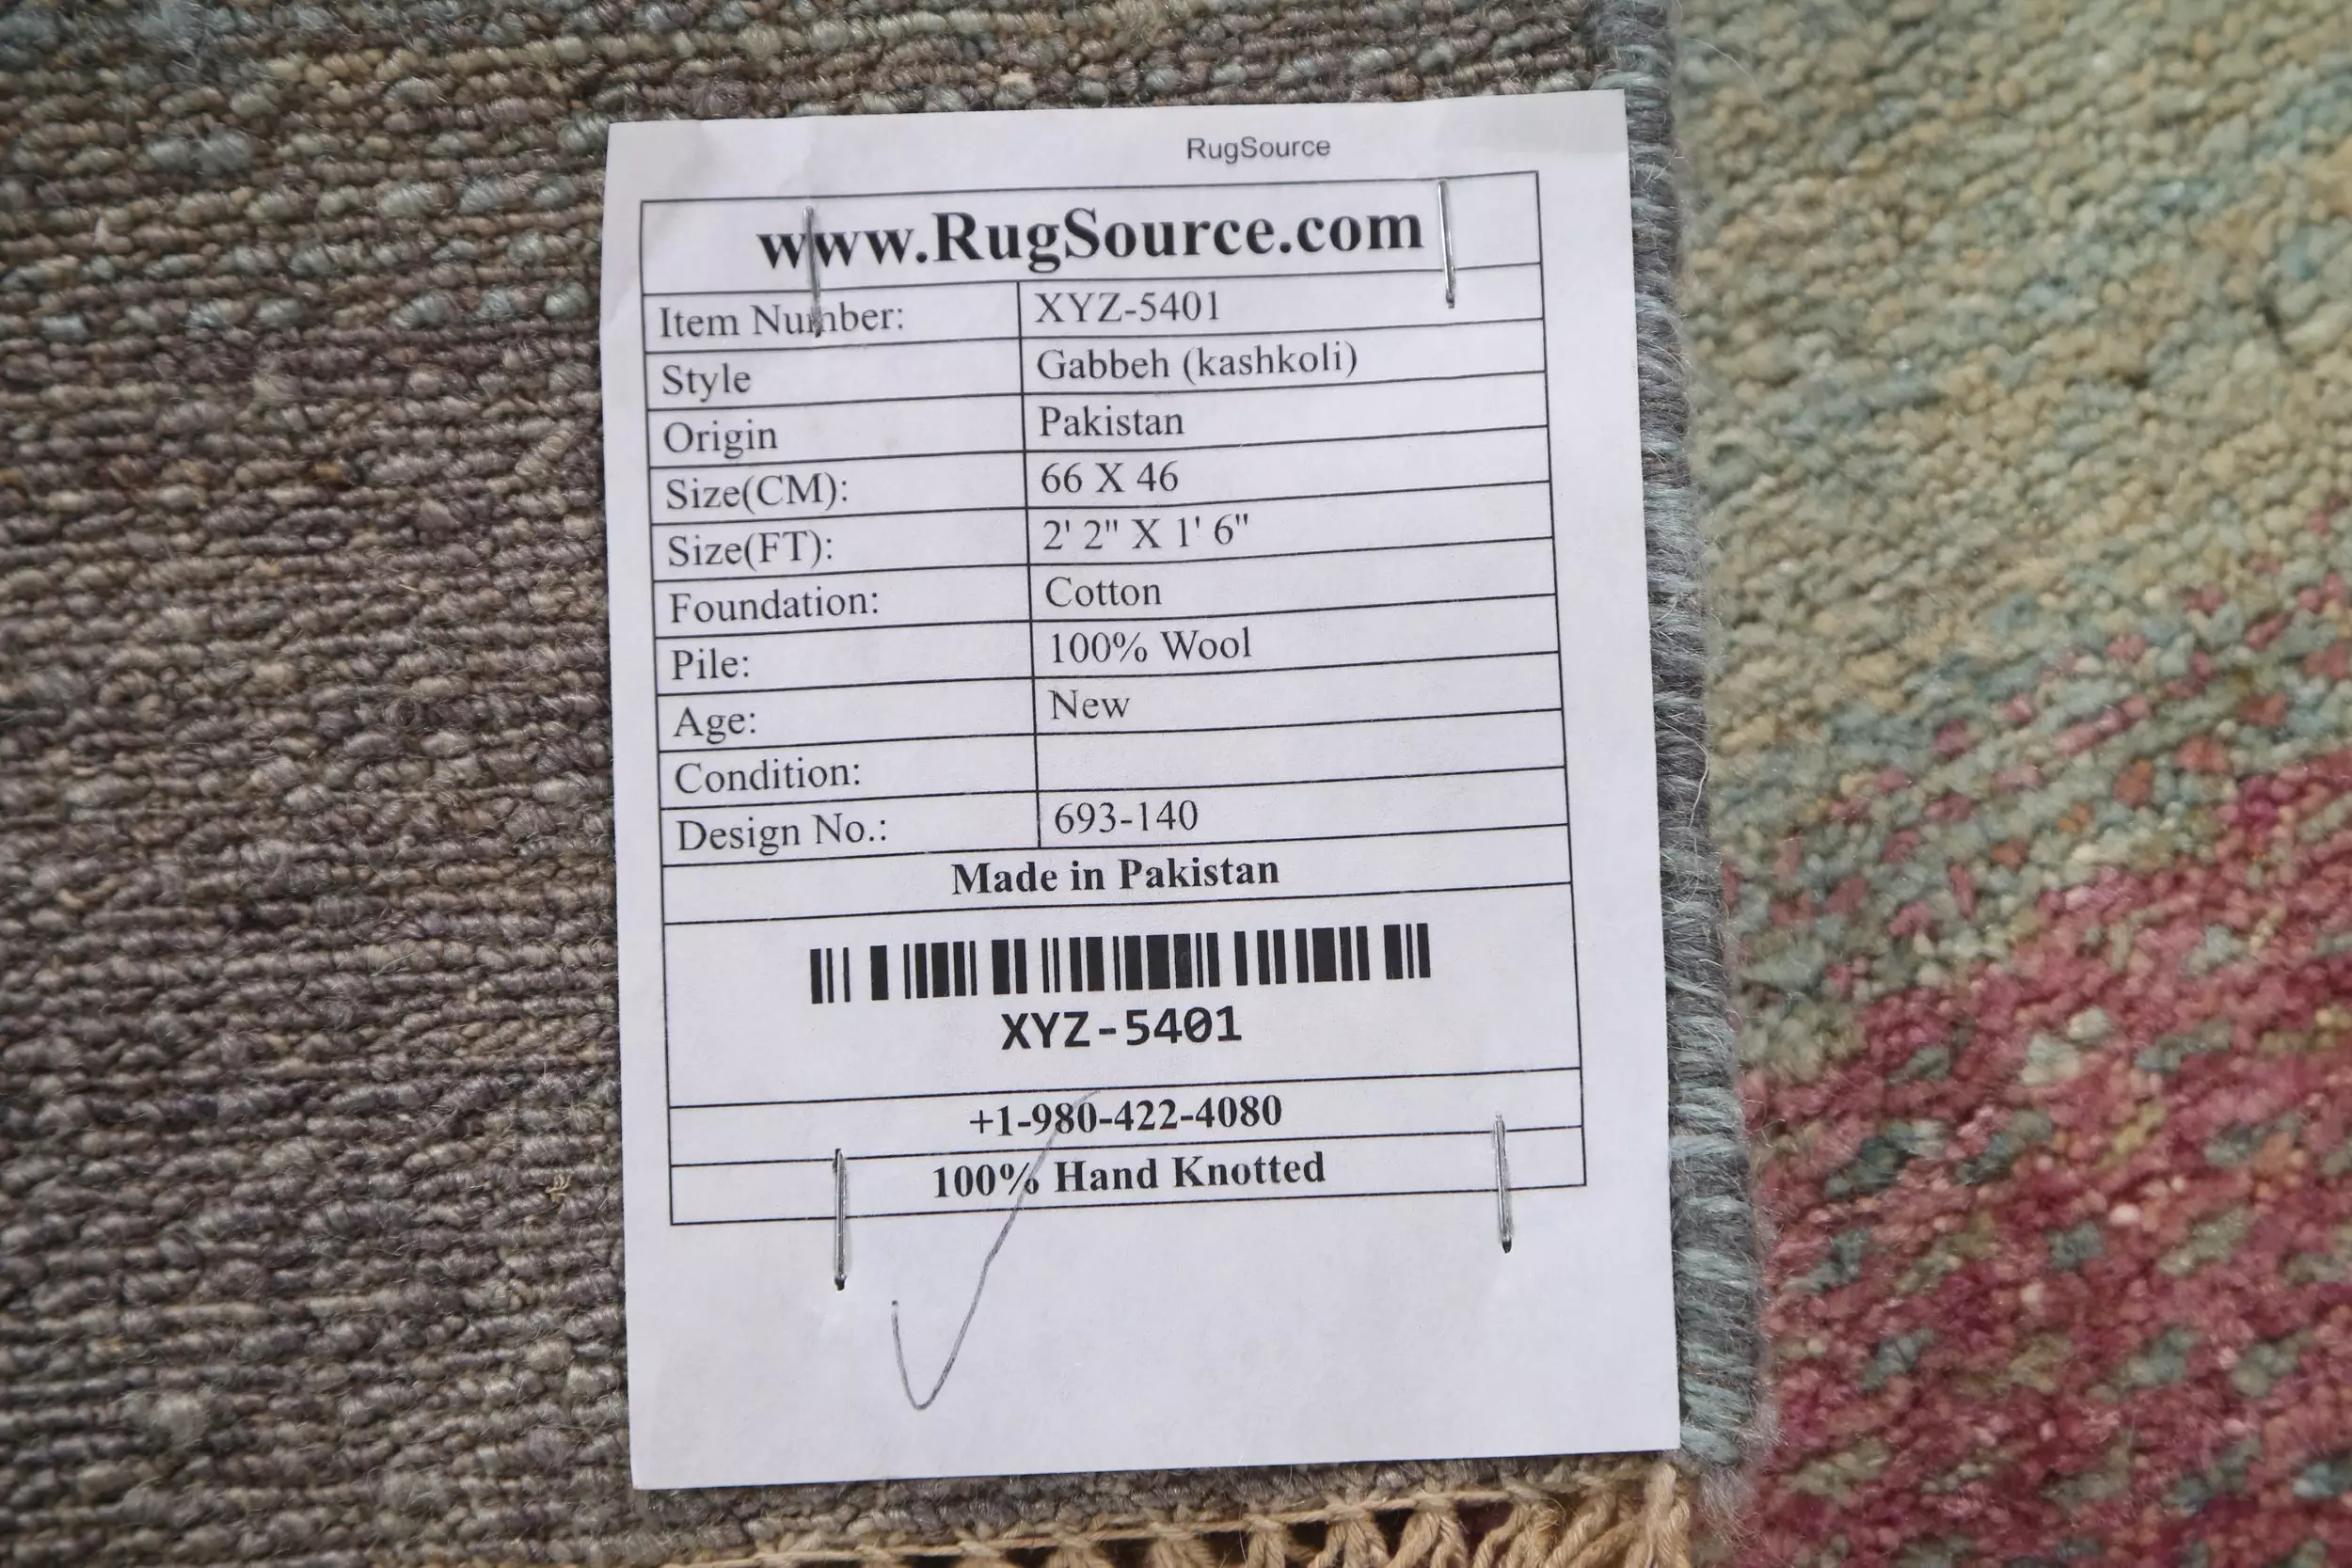 RugSource
www.RugSource.com
Item Number: XYZ-5401
Style Gabbeh (kashkoli)
Origin Pakistan
Size(CM): 66 X 46
Size(FT): 2' 2" X 1' 6"
Foundation: Cotton
Pile: 100% Wool
Age: New
Condition:
Design No.: 693-140
Made in Pakistan
XYZ-5401
+1-980-422-4080
100% Hand Knotted